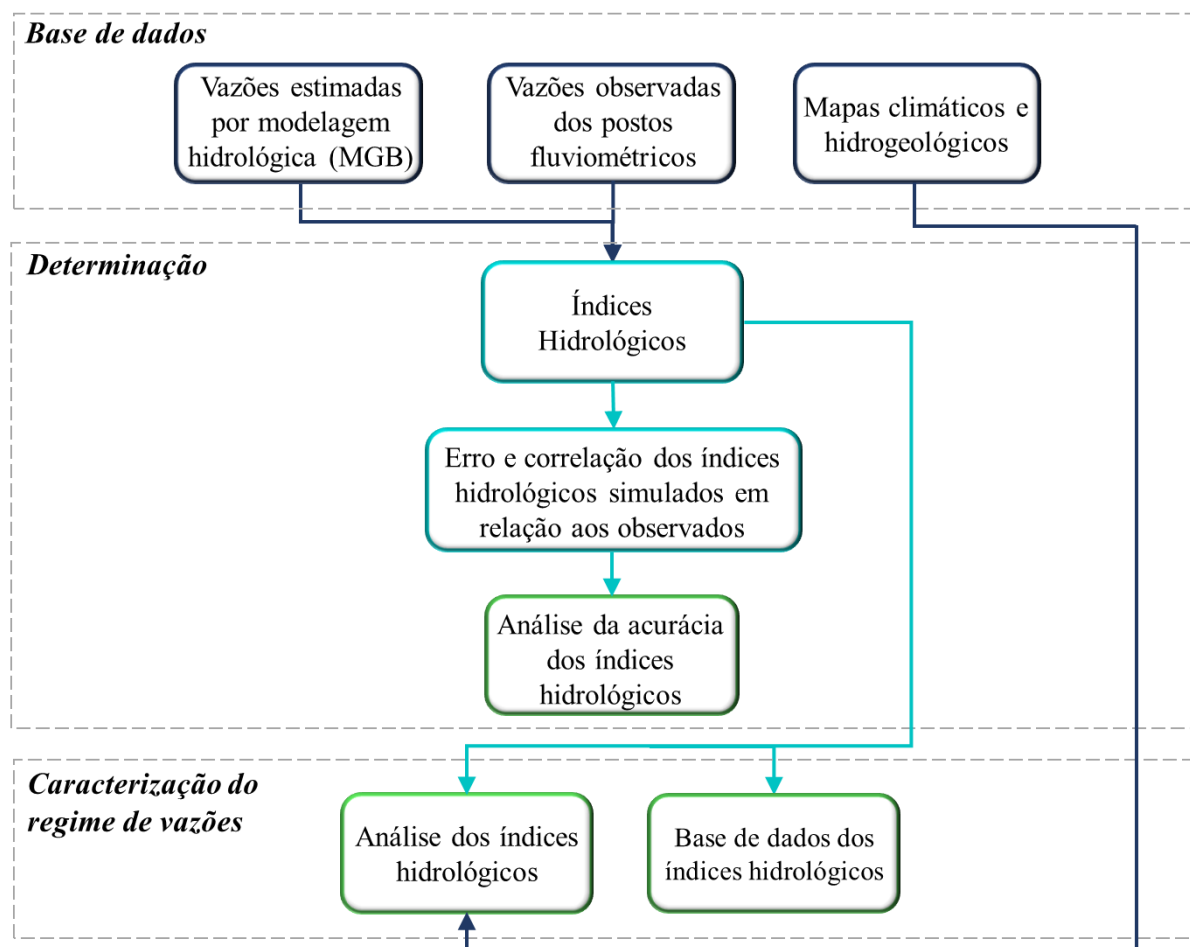 Base de dados
Vazões estimadas
por modelagem
hidrológica (MGB)
Vazões observadas
dos postos
fluviométricos
Mapas climáticos e
hidrogeológicos
Determinação
Índices
Hidrológicos
Erro e correlação dos índices
hidrológicos simulados em
relação aos observados
Análise da acurácia
dos índices
hidrológicos
Caracterização do
regime de vazões
Análise dos índices
hidrológicos
Base de dados dos
índices hidrológicos